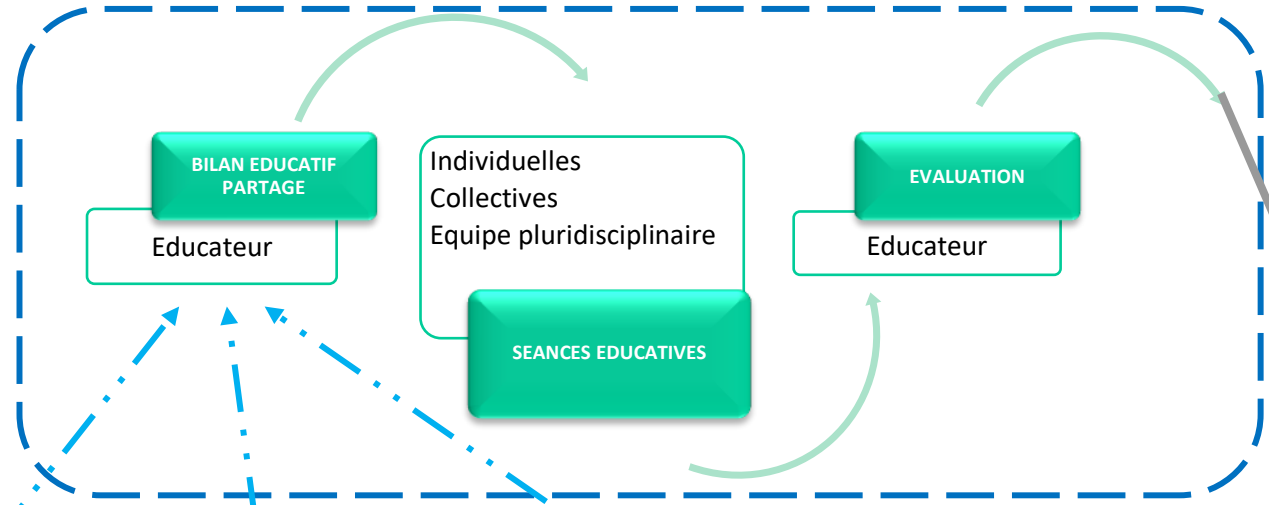 BILAN EDUCATIF
PARTAGE
Educateur
Individuelles
Collectives
Equipe pluridisciplinaire
SEANCES EDUCATIVES
EVALUATION
Educateur